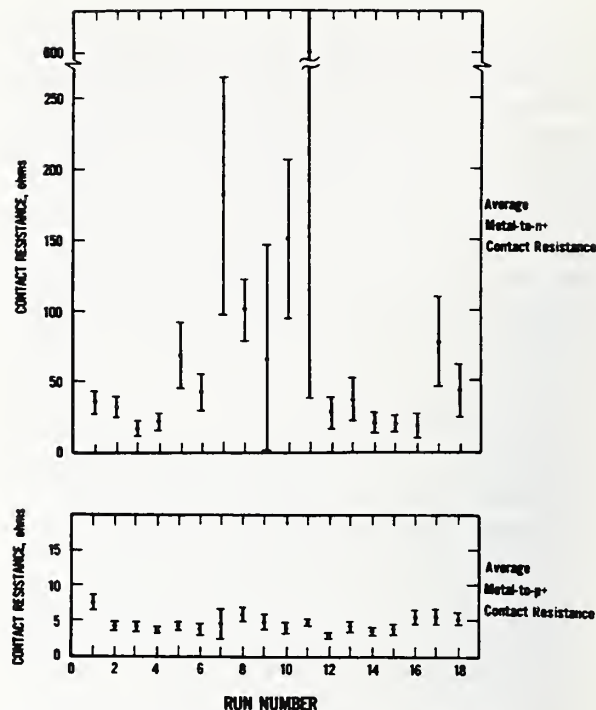 600
250
200
150
100
50
0
CONTACT RESISTANCE, ohms
Average
Metal-to-n+
Contact Resistance
15
10
5
0
CONTACT RESISTANCE, ohms
Average
Metal-to-p+
Contact Resistance
0 2 4 6 8 10 12 14 16 18
RUN NUMBER